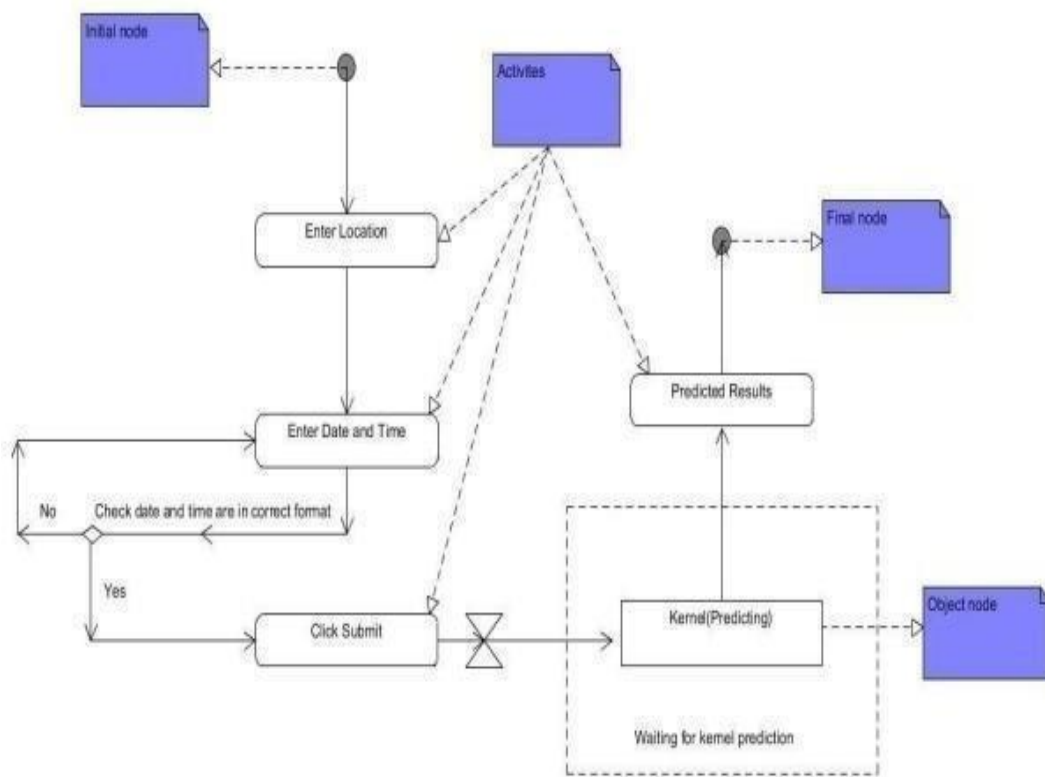 Initial node
Activites
Enter Location
Final node
Predicted Results
Enter Date and Time
No
Check date and time are in correct format
Yes
Click Submit
Kernel(Predicting)
Object node
Waiting for kernel prediction